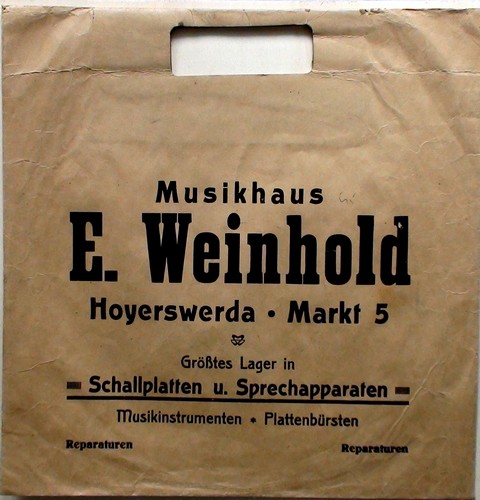 Musikhaus
E. Weinhold
Hoyerswerda • Markt 5
Größtes Lager in
Schallplatten u. Sprechapparaten
Musikinstrumenten * Plattenbürsten
Reparaturen Reparaturen